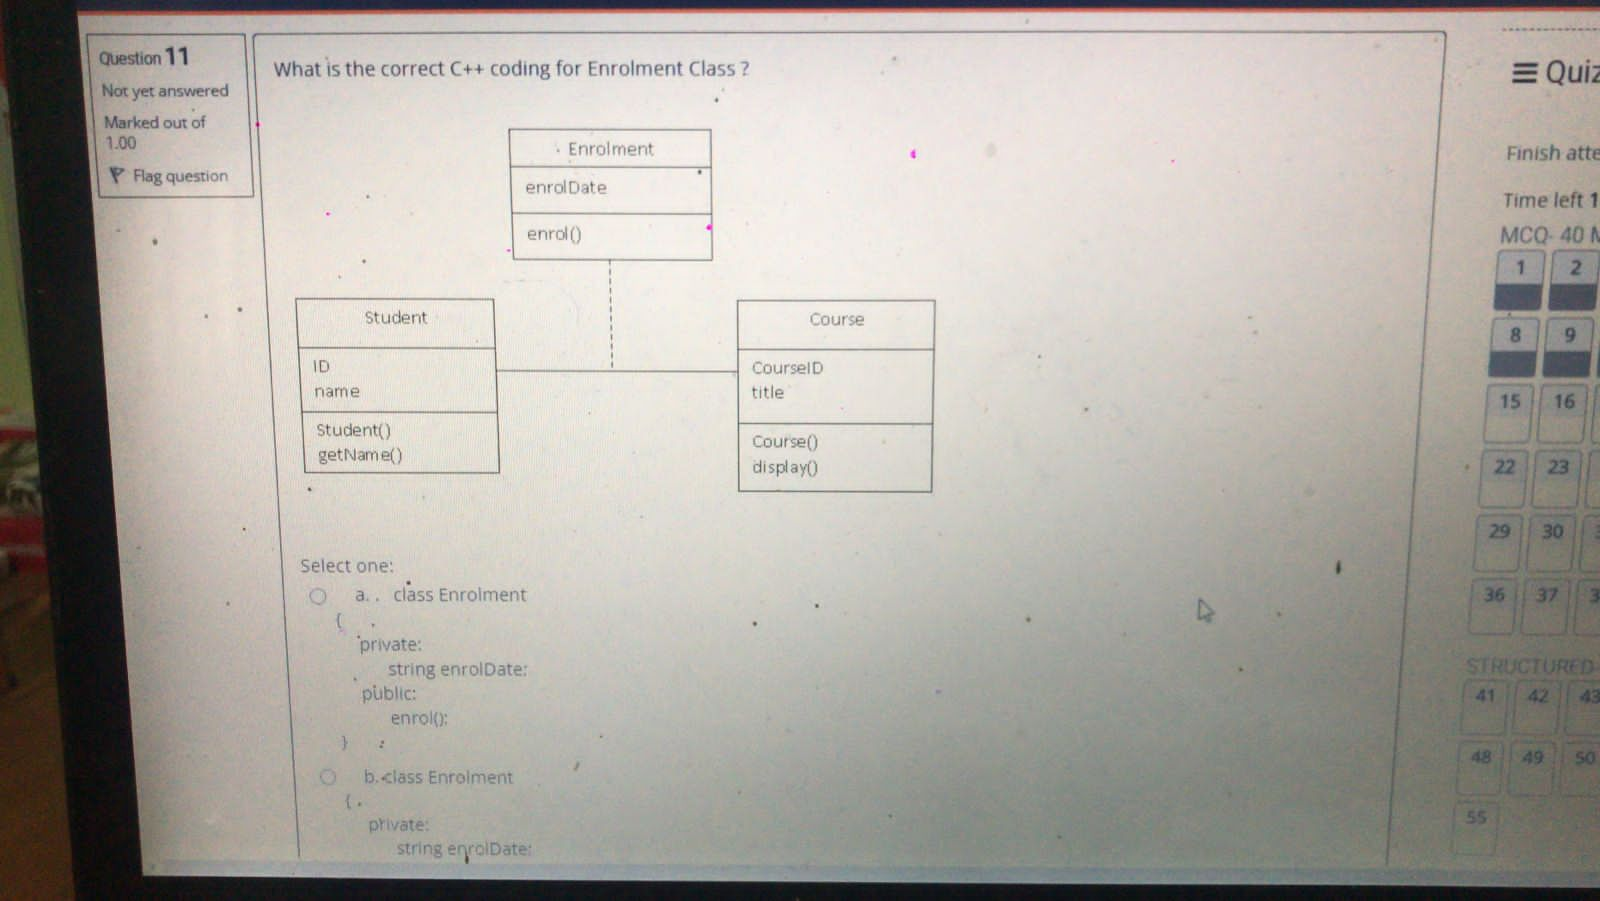 Question 11
Not yet answered
Marked out of
1.00
Flag question
What is the correct C++ coding for Enrolment Class ?
Enrolment
enrolDate
enrol()
Student
ID
name
Student()
getName()
Course
CourseID
title
Course()
display()
Select one:
a. . class Enrolment
{
private:
string enrolDate;
public:
enrol();
}
b. class Enrolment
{
private:
string enrolDate;
Quiz
Finish atte
Time left 1
MCQ- 40 M
1 2
8 9
15 16
22 23
29 30
36 37
STRUCTURED-
41 42 43
48 49 50
55